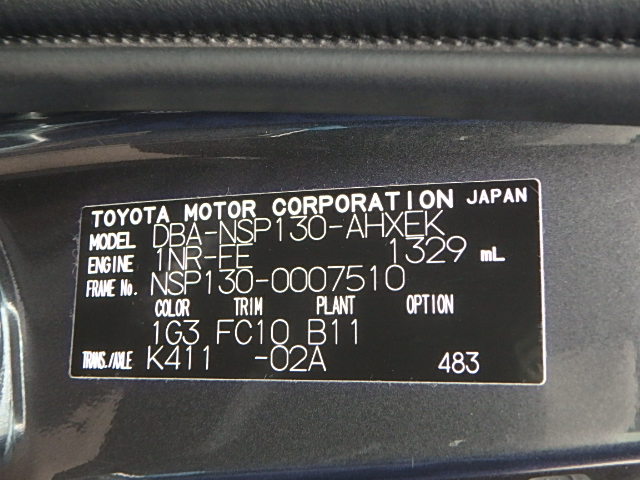 TOYOTA MOTOR CORPORATION JAPAN
MODEL DBA-NSP130-AHXEK
ENGINE 1NR-FE 1329 mL
FRAME No. NSP130-0007510
COLOR TRIM PLANT OPTION
1G3 FC10 B11
TRANS./AXLE K411 -02A 483